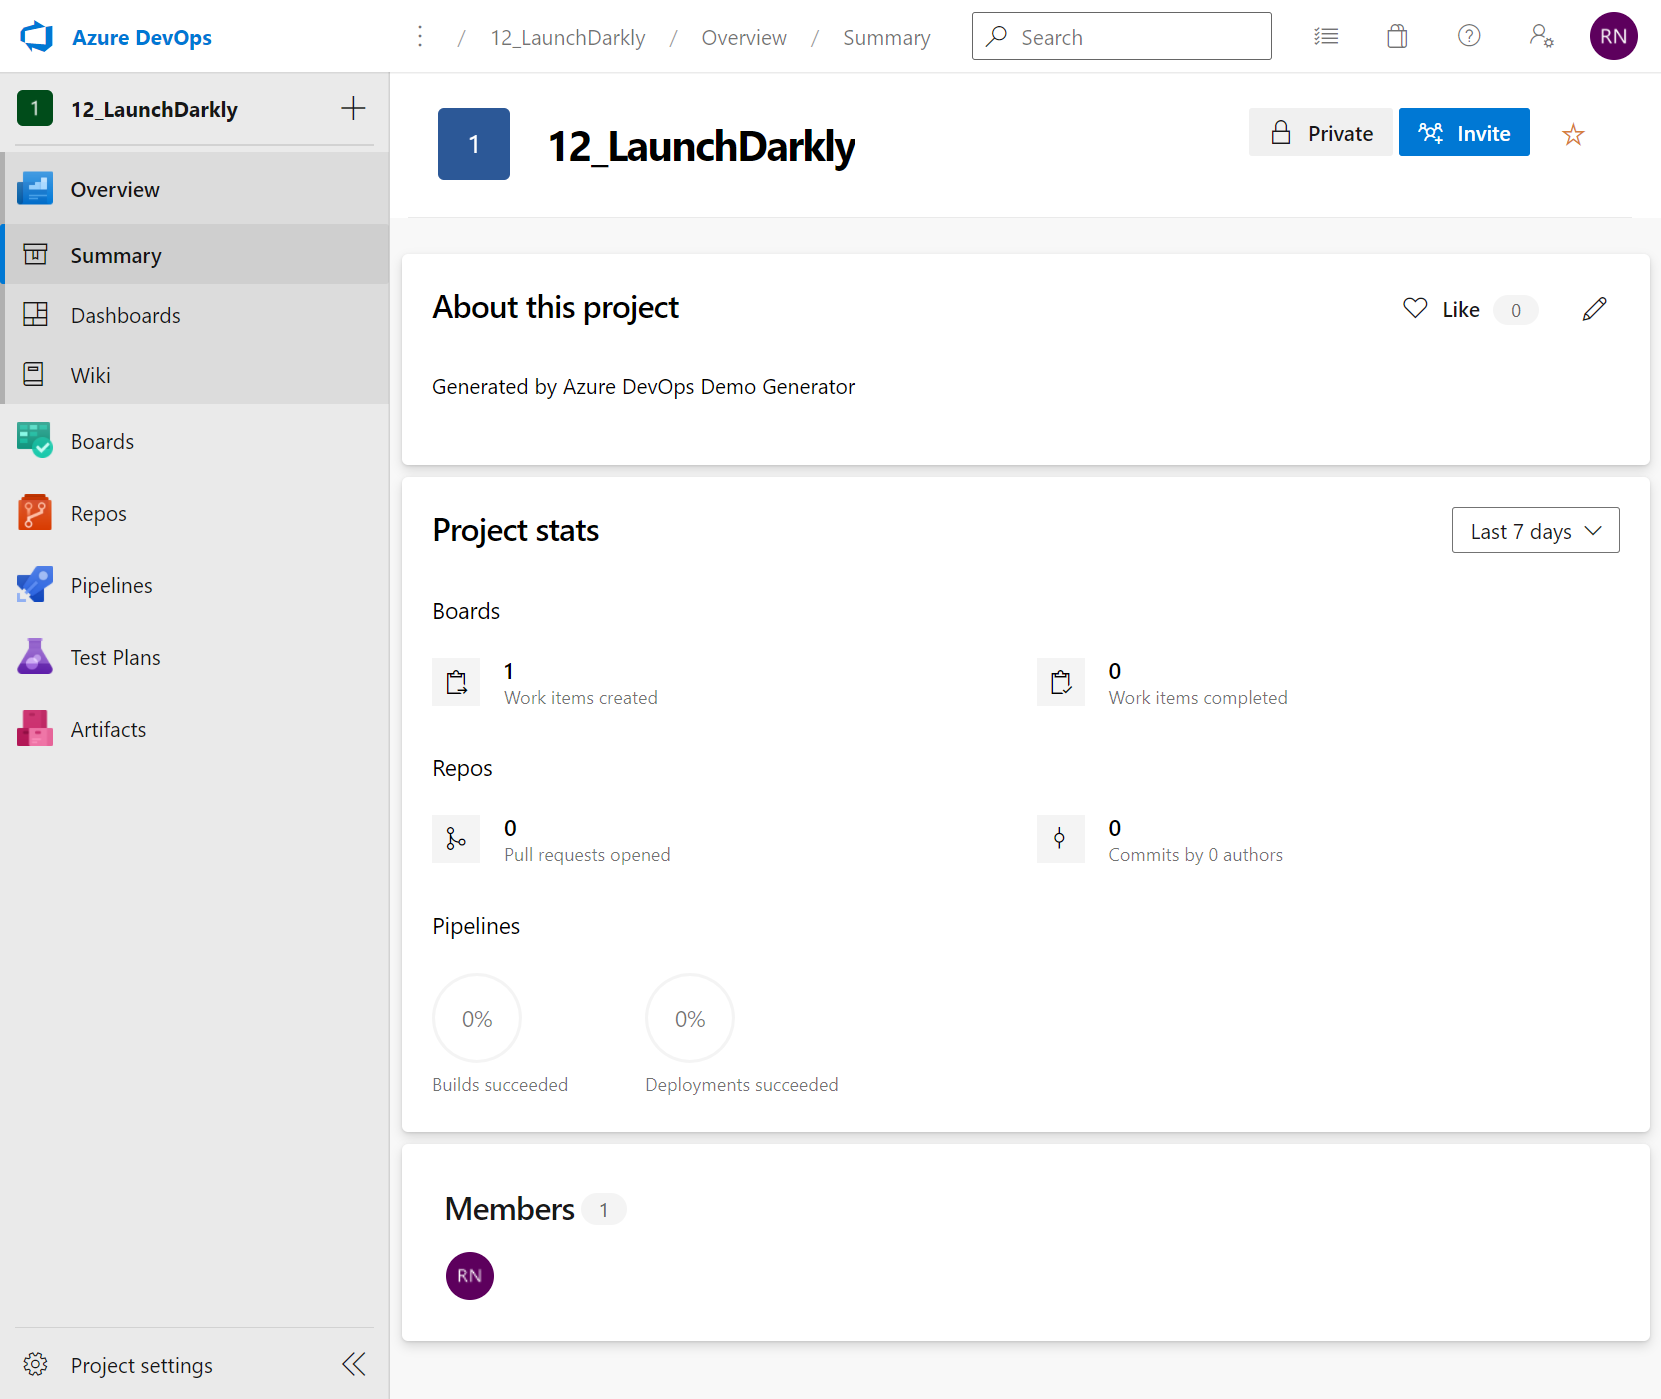 Azure DevOps
/ 12_LaunchDarkly / Overview / Summary
Search
RN
1 12_LaunchDarkly
Overview
Summary
Dashboards
Wiki
Boards
Repos
Pipelines
Test Plans
Artifacts
Project settings
1 12_LaunchDarkly
Private
Invite
About this project
Like 0
Generated by Azure DevOps Demo Generator
Project stats
Last 7 days
Boards
1
Work items created
0
Work items completed
Repos
0
Pull requests opened
0
Commits by 0 authors
Pipelines
0%
Builds succeeded
0%
Deployments succeeded
Members 1
RN